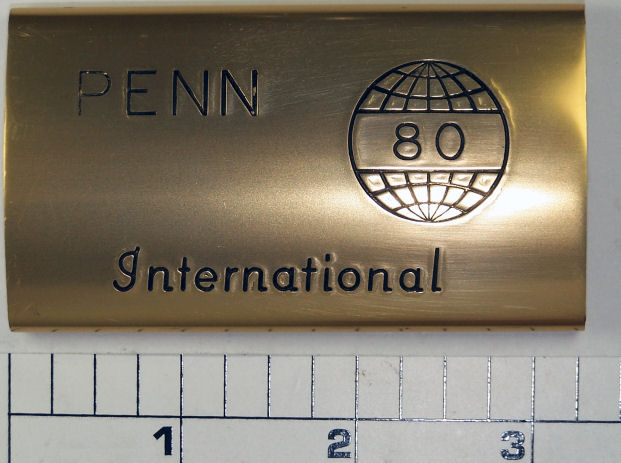 PENN
80
International
1 2 3